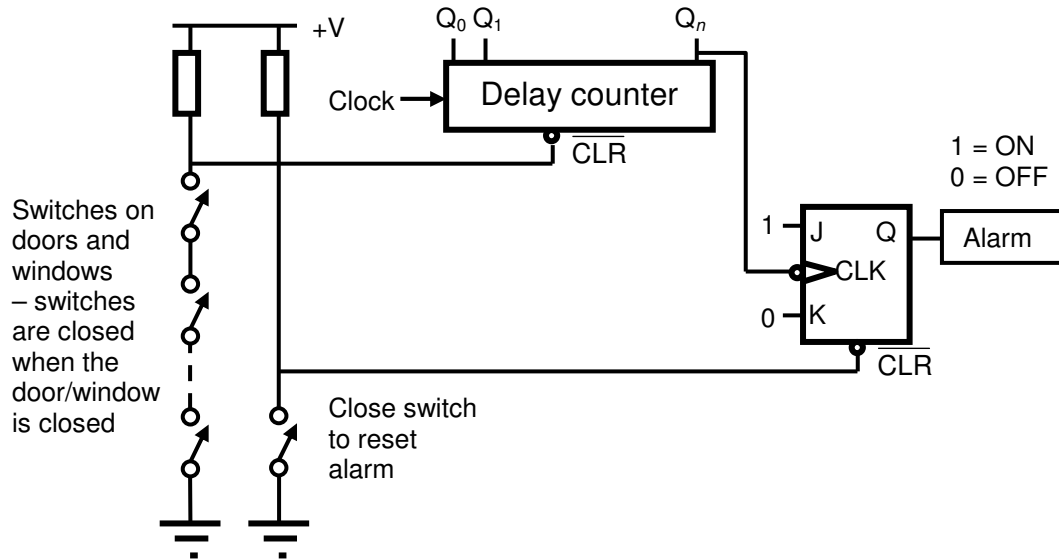 Q0 Q1 Qn
+V
Clock
Delay counter
CLR
1 = ON
0 = OFF
Switches on
doors and
windows
– switches
are closed
when the
door/window
is closed
1
J
Q
Alarm
CLK
0
K
CLR
Close switch
to reset
alarm